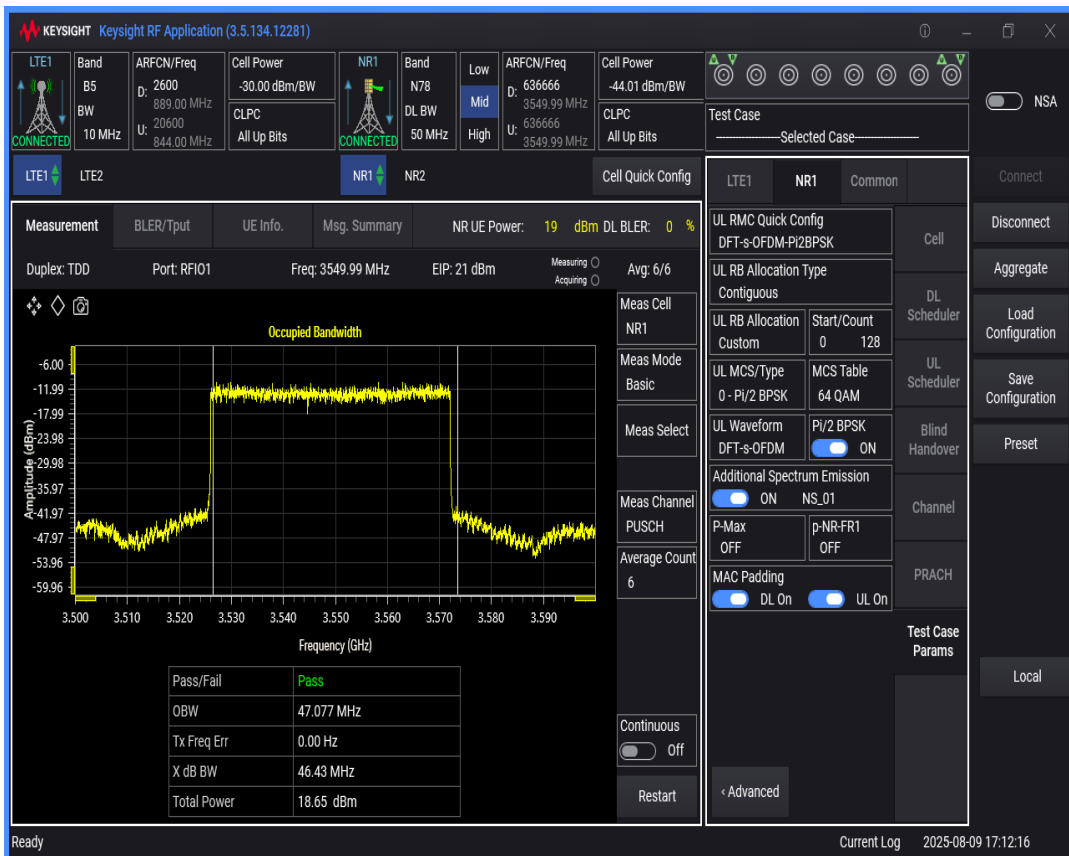 KEYSIGHT Keysight RF Application (3.5.134.12281)
LTE1 Band ARFCN/Freq Cell Power NR1 Band Low ARFCN/Freq Cell Power
B5 D: 2600 -30.00 dBm/BW N78 D: 636666 -44.01 dBm/BW
889.00 MHz Mid 3549.99 MHz
BW U: 20600 CLPC DL BW U: 636666 CLPC
CONNECTED 10 MHz 844.00 MHz All Up Bits CONNECTED 50 MHz High 3549.99 MHz All Up Bits
Test Case
Selected Case
NSA
LTE1 LTE2 NR1 NR2 Cell Quick Config
Measurement BLER/Tput UE Info. Msg. Summary NR UE Power: 19 dBm DL BLER: 0 %
Duplex: TDD Port: RFIO1 Freq: 3549.99 MHz EIP: 21 dBm Measuring Avg: 6/6
Acquiring
Occupied Bandwidth
Amplitude (dBm)
-6.00
-11.99
-17.99
-23.98
-29.98
-35.97
-41.97
-47.97
-53.96
-59.96
3.500 3.510 3.520 3.530 3.540 3.550 3.560 3.570 3.580 3.590
Frequency (GHz)
Pass/Fail Pass
OBW 47.077 MHz
Tx Freq Err 0.00 Hz
X dB BW 46.43 MHz
Total Power 18.65 dBm
Meas Cell
NR1
Meas Mode
Basic
Meas Select
Meas Channel
PUSCH
Average Count
6
Continuous
Off
Restart
LTE1 NR1 Common
UL RMC Quick Config
DFT-s-OFDM-Pi2BPSK
UL RB Allocation Type
Contiguous
UL RB Allocation Start/Count
Custom 0 128
UL MCS/Type MCS Table
0 - Pi/2 BPSK 64 QAM
UL Waveform Pi/2 BPSK
DFT-s-OFDM ON
Additional Spectrum Emission
ON NS_01
P-Max p-NR-FR1
OFF OFF
MAC Padding
DL On UL On
‹ Advanced
Cell
DL
Scheduler
UL
Scheduler
Blind
Handover
Channel
PRACH
Test Case
Params
Connect
Disconnect
Aggregate
Load
Configuration
Save
Configuration
Preset
Local
Ready Current Log 2025-08-09 17:12:16